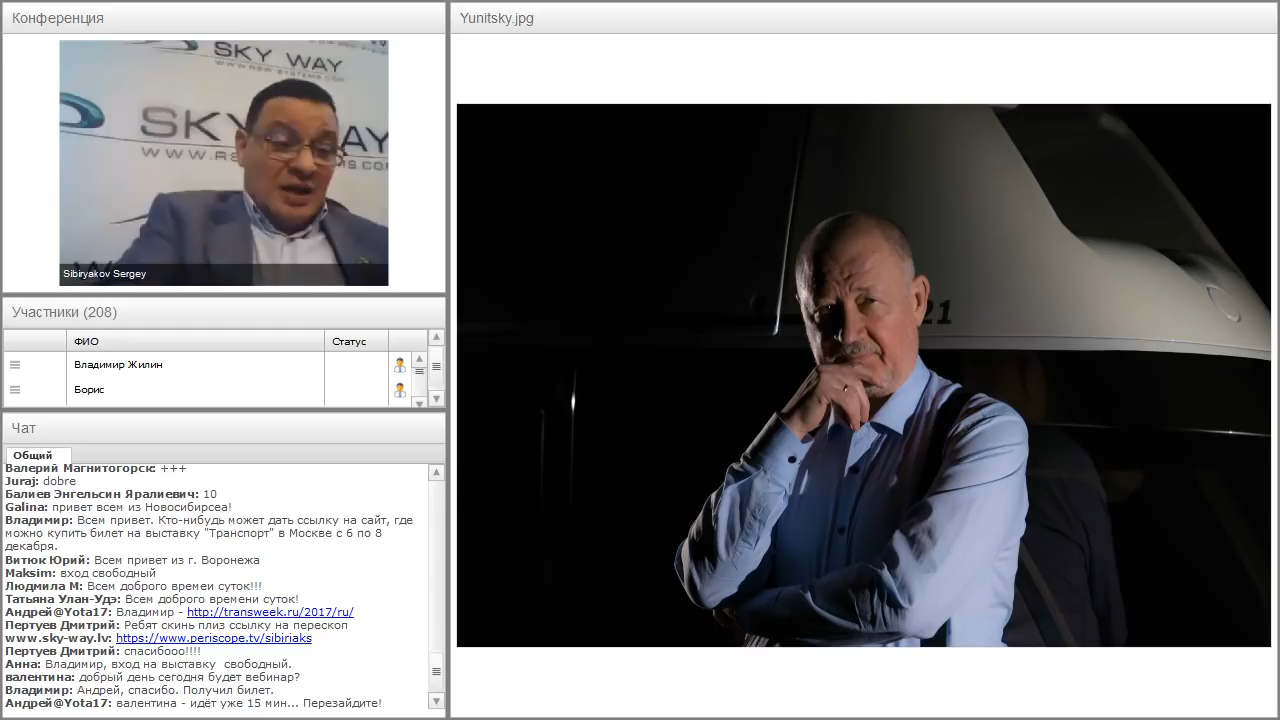 Конференция
SKY WAY
WWW.RSW-SYSTEMS.COM
SKY WAY
Sibiryakov Sergey
Участники (208)
ФИО
Статус
Владимир Жилин
Борис
Чат
Общий
Валерий Магнитогорск: +++
Juraj: dobre
Балиев Энгельсин Яралиевич: 10
Galina: привет всем из Новосибирсеа!
Владимир: Всем привет. Кто-нибудь может дать ссылку на сайт, где
можно купить билет на выставку "Транспорт" в Москве с 6 по 8
декабря.
Витюк Юрий: Всем привет из г. Воронежа
Maksim: вход свободный
Людмила М: Всем доброго времеи суток!!!
Татьяна Улан-Удэ: Всем доброго времени суток!
Андрей@Yota17: Владимир - http://transweek.ru/2017/ru/
Пертуев Дмитрий: Ребят скинь плиз ссылку на перескоп
www.sky-way.lv: https://www.periscope.tv/sibiriaks
Пертуев Дмитрий: спасибооо!!!!
Анна: Владимир, вход на выставку  свободный.
валентина: добрый день сегодня будет вебинар?
Владимир: Андрей, спасибо. Получил билет.
Андрей@Yota17: валентина - идёт уже 15 мин... Перезайдите!
Yunitsky.jpg
21